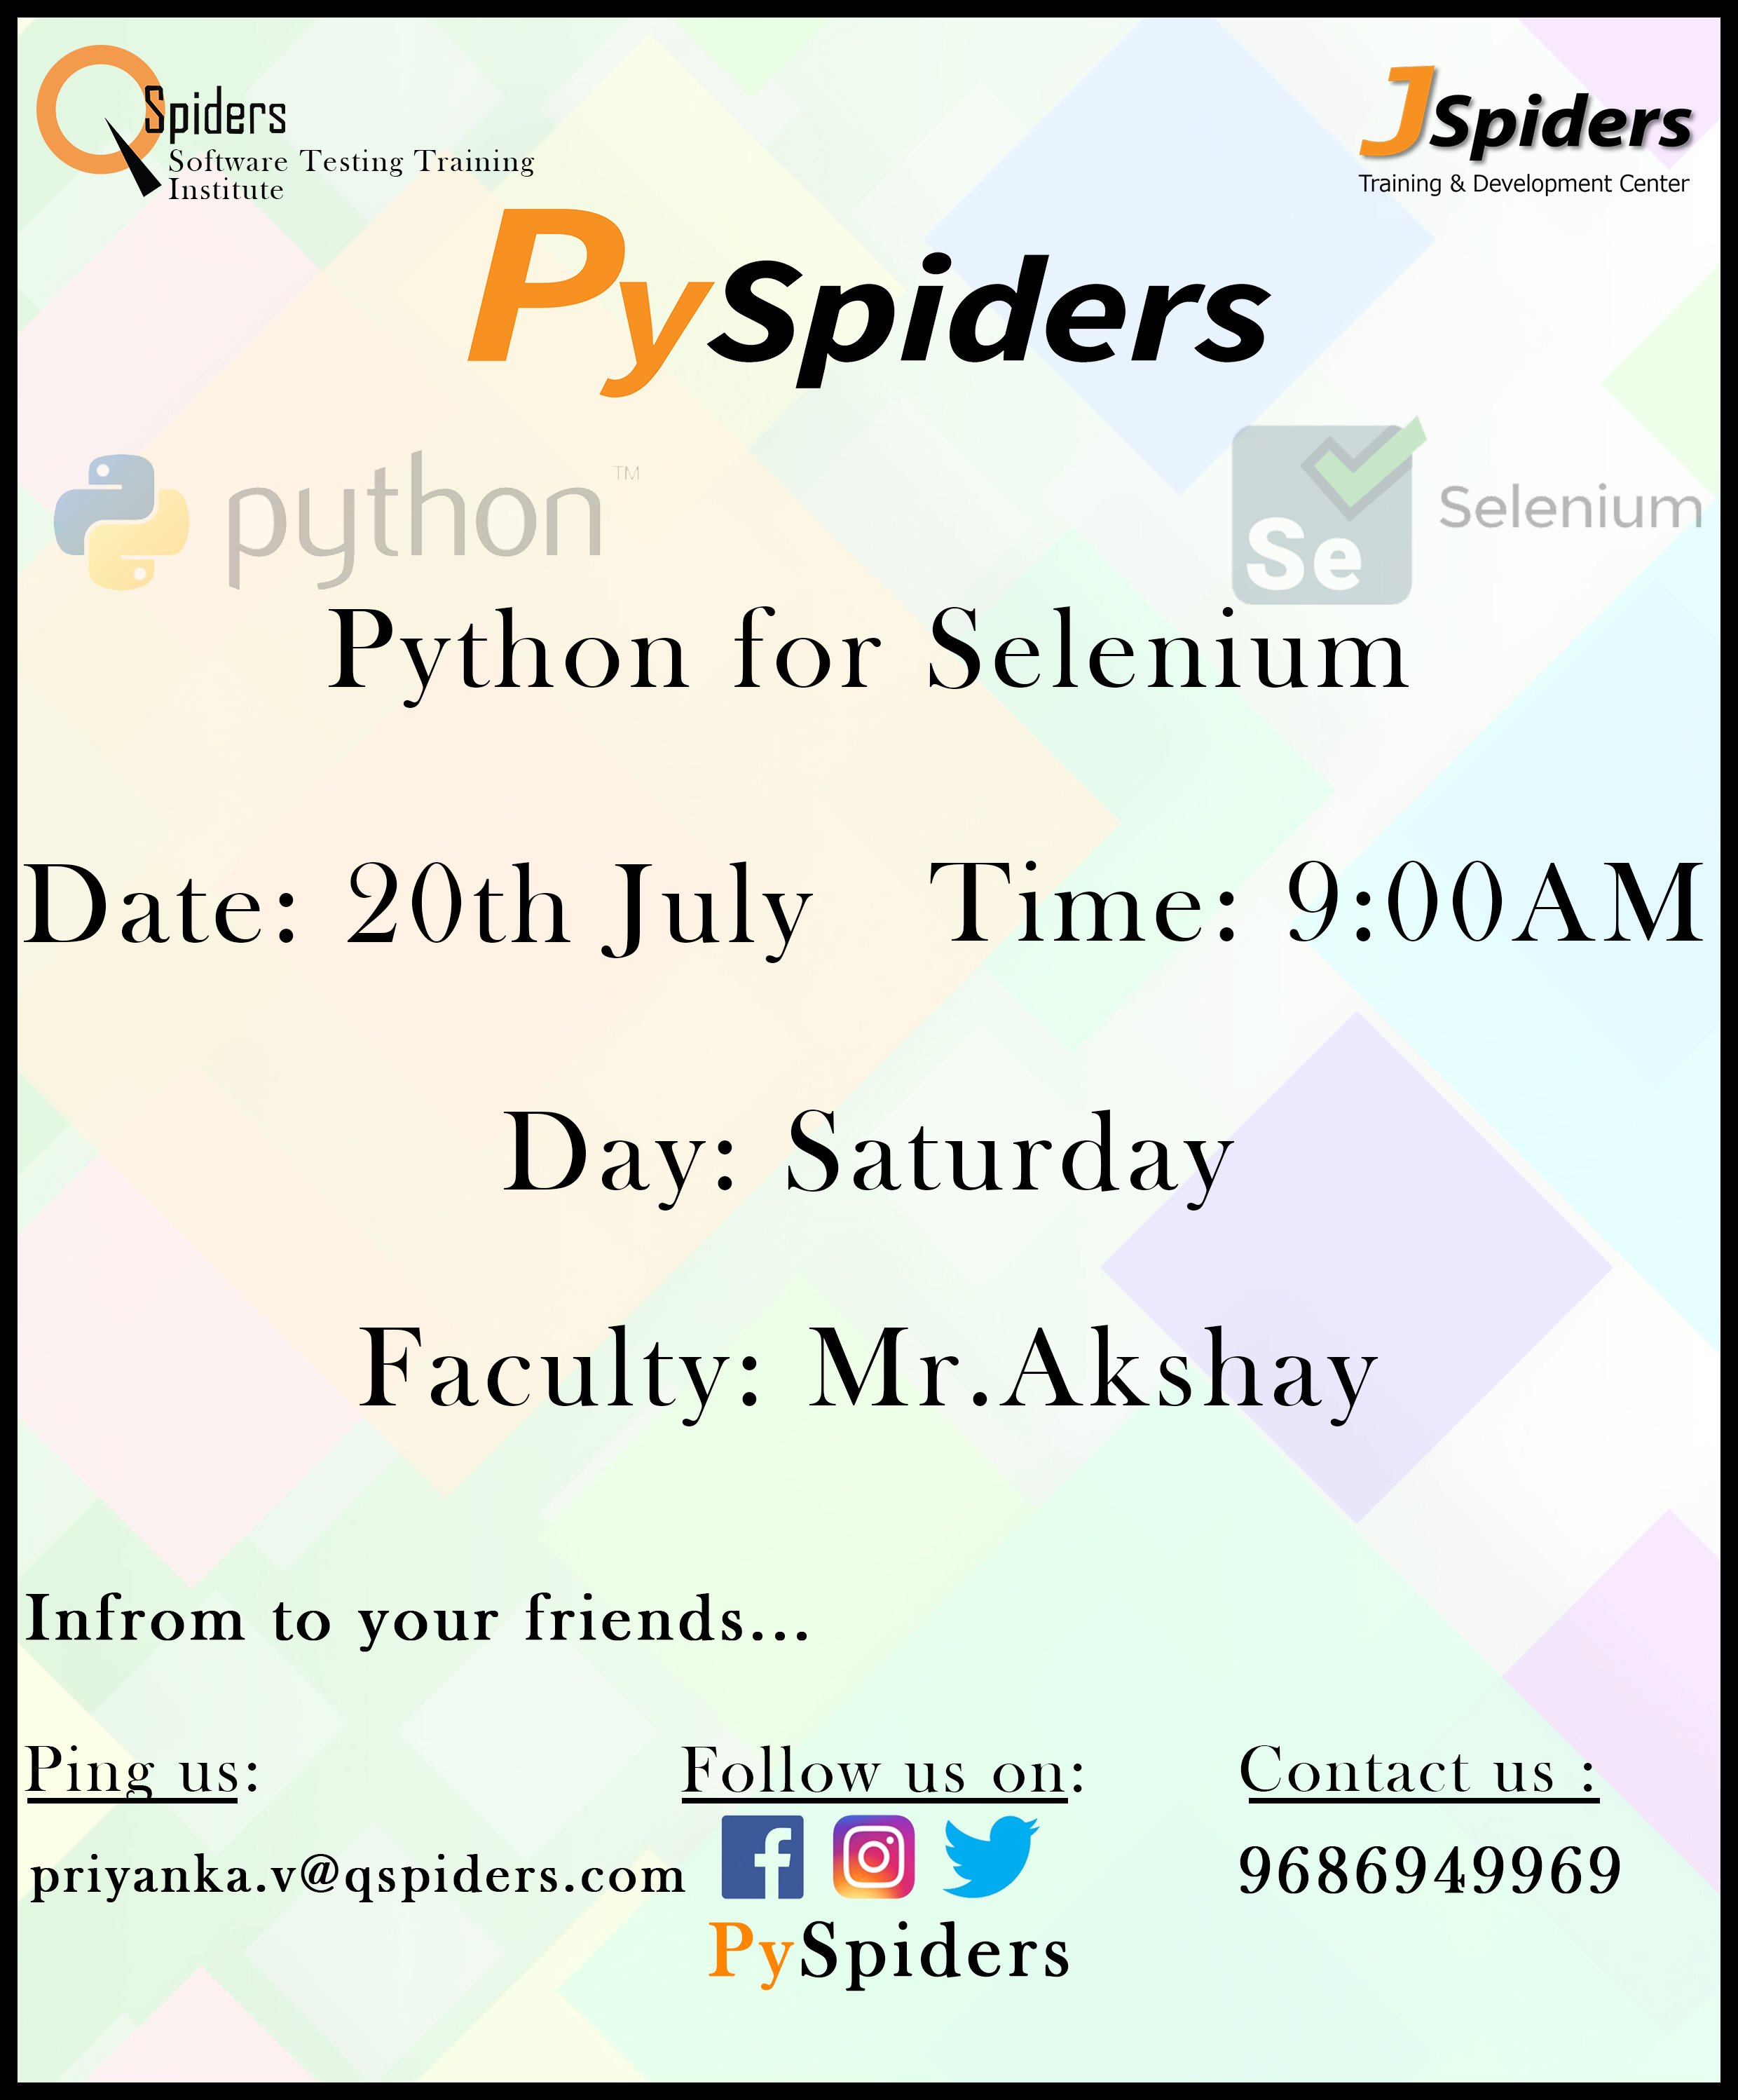 QSpiders
Software Testing Training
Institute
JSpiders
Training & Development Center
PySpiders
python™
Se Selenium
Python for Selenium
Date: 20th July Time: 9:00AM
Day: Saturday
Faculty: Mr.Akshay
Infrom to your friends...
Ping us: Follow us on: Contact us :
priyanka.v@qspiders.com 9686949969
PySpiders